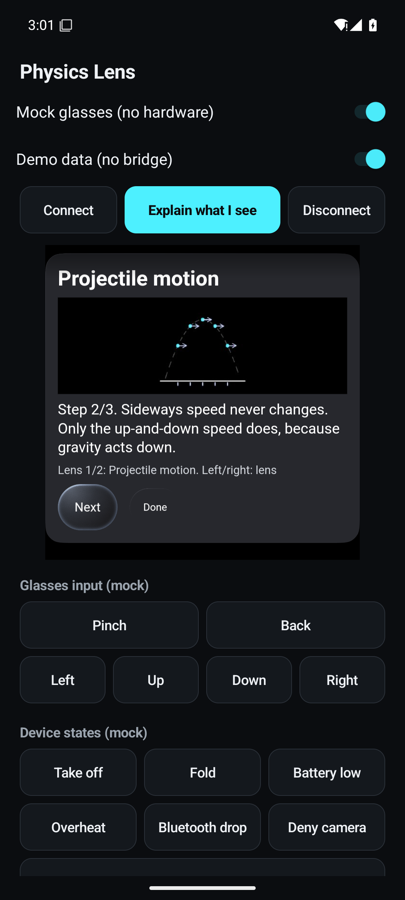 3:01
Physics Lens
Mock glasses (no hardware)
Demo data (no bridge)
Connect
Explain what I see
Disconnect
Projectile motion
Step 2/3. Sideways speed never changes.
Only the up-and-down speed does, because
gravity acts down.
Lens 1/2: Projectile motion. Left/right: lens
Next
Done
Glasses input (mock)
Pinch
Back
Left
Up
Down
Right
Device states (mock)
Take off
Fold
Battery low
Overheat
Bluetooth drop
Deny camera